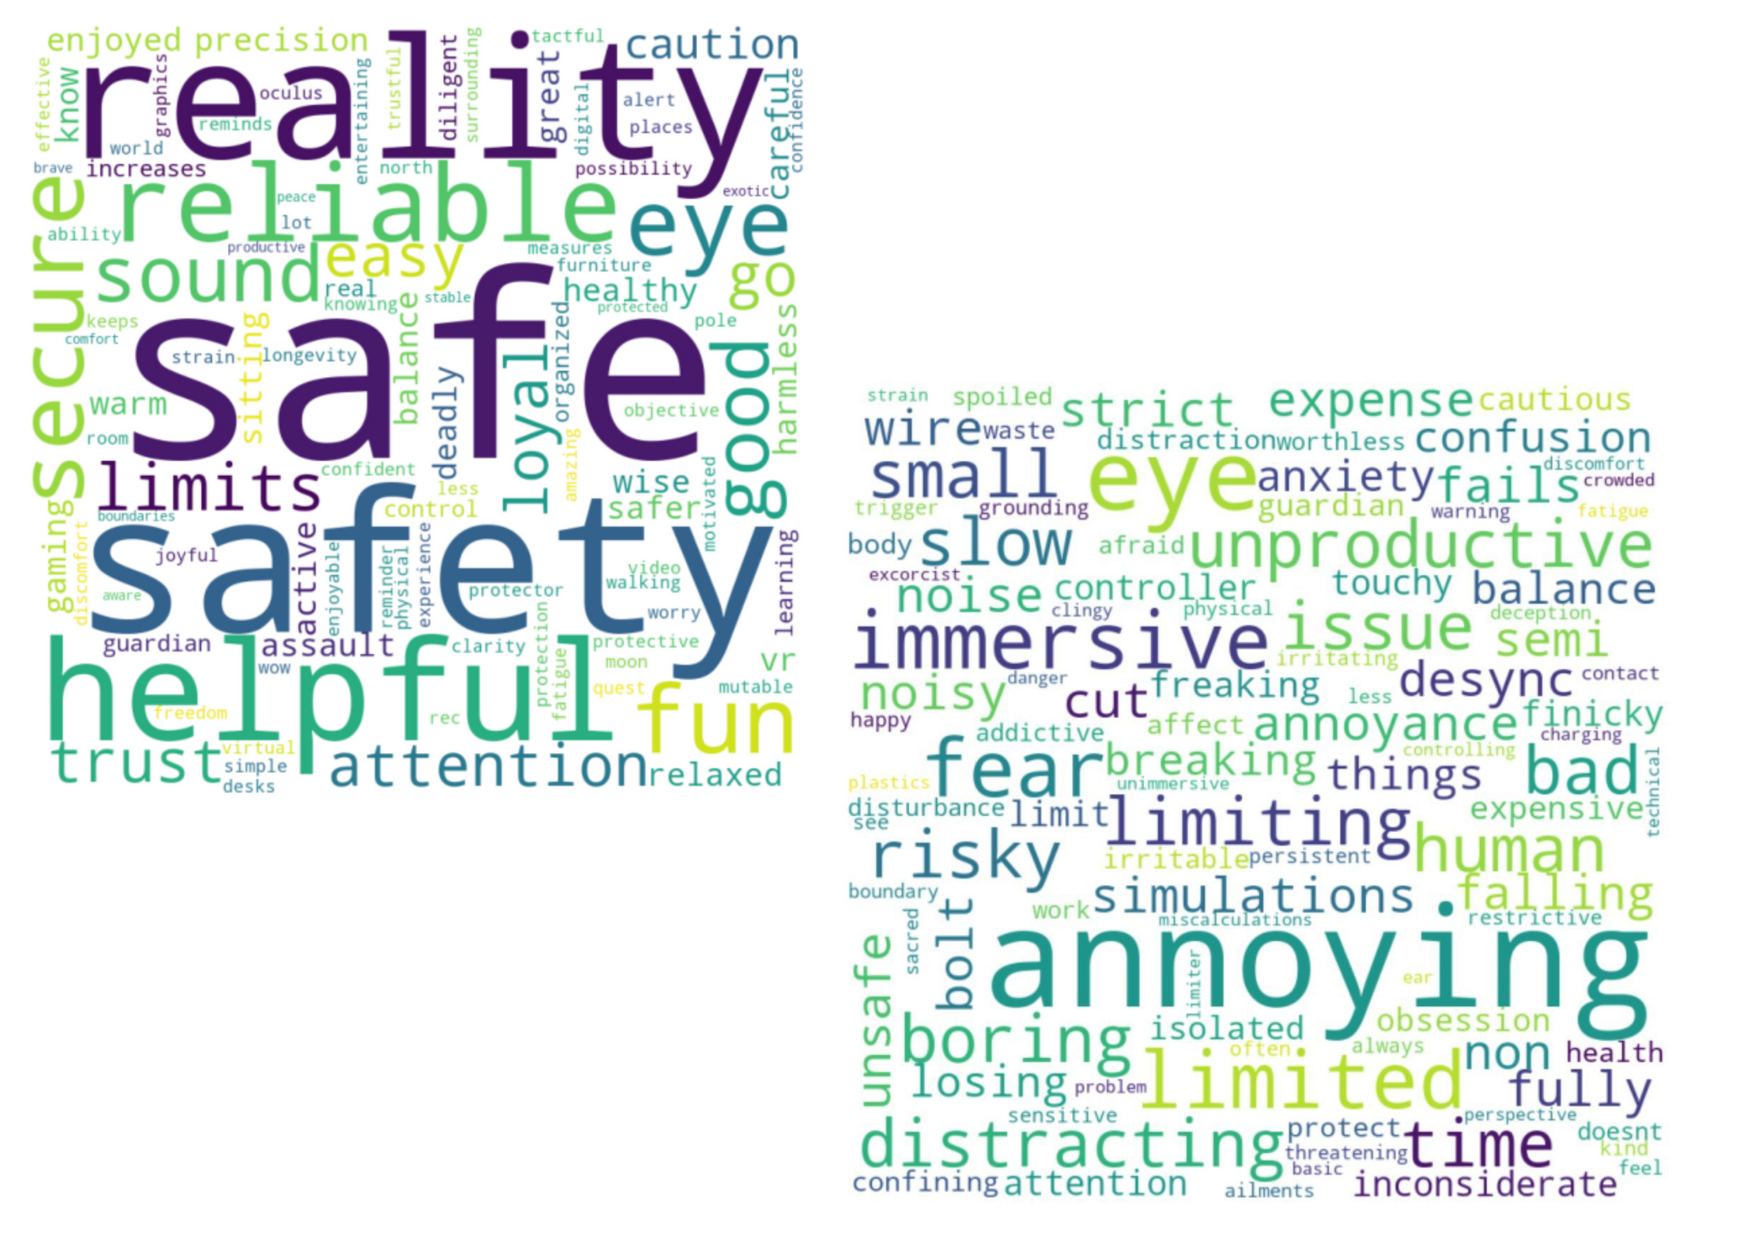 enjoyed precision
reality
tactful
caution
effective
know
graphics
oculus
reminds
world
entertaining
trustful
diligent
surrounding
great
digital
alert
places
careful
confidence
brave
increases
north
possibility
exotic
secure
reliable
peace
lot
eye
ability
productive
measures
sound
easy
furniture
go
real
knowing
stable
healthy
protected
pole
keeps
comfort
safe
strain
longevity
sitting
balance
deadly
loyal
organized
good
harmless
warm
room
objective
amazing
limits
confident
less
control
wise
safer
motivated
boundaries
gaming
discomfort
safety
joyful
active
aware
enjoyable
reminder
physical
experience
protector
video
walking
worry
learning
guardian
assault
clarity
protection
fatigue
protective
moon
vr
helpful
wow
quest
mutable
freedom
rec
fun
trust
virtual
simple
desks
attention
relaxed
strain
spoiled
strict
expense
cautious
wire
waste
distraction
worthless
confusion
small
eye
anxiety
fails
discomfort
crowded
trigger
grounding
guardian
warning
fatigue
body
slow
afraid
unproductive
excorcist
noise
controller
touchy
balance
clingy
physical
deception
immersive
issue
semi
irritating
noisy
danger
cut
freaking
less
desync
contact
happy
addictive
affect
annoyance
finicky
charging
fear
breaking
controlling
things
bad
technical
plastics
unimmersive
disturbance
see
limit
limiting
expensive
risky
irritable
persistent
human
boundary
simulations
falling
work
miscalculations
restrictive
sacred
bolt
annoying
unsafe
limiter
ear
boring
isolated
obsession
often
always
non
health
losing
problem
limited
fully
sensitive
perspective
distracting
protect
time
doesnt
threatening
kind
basic
feel
confining
attention
ailments
inconsiderate